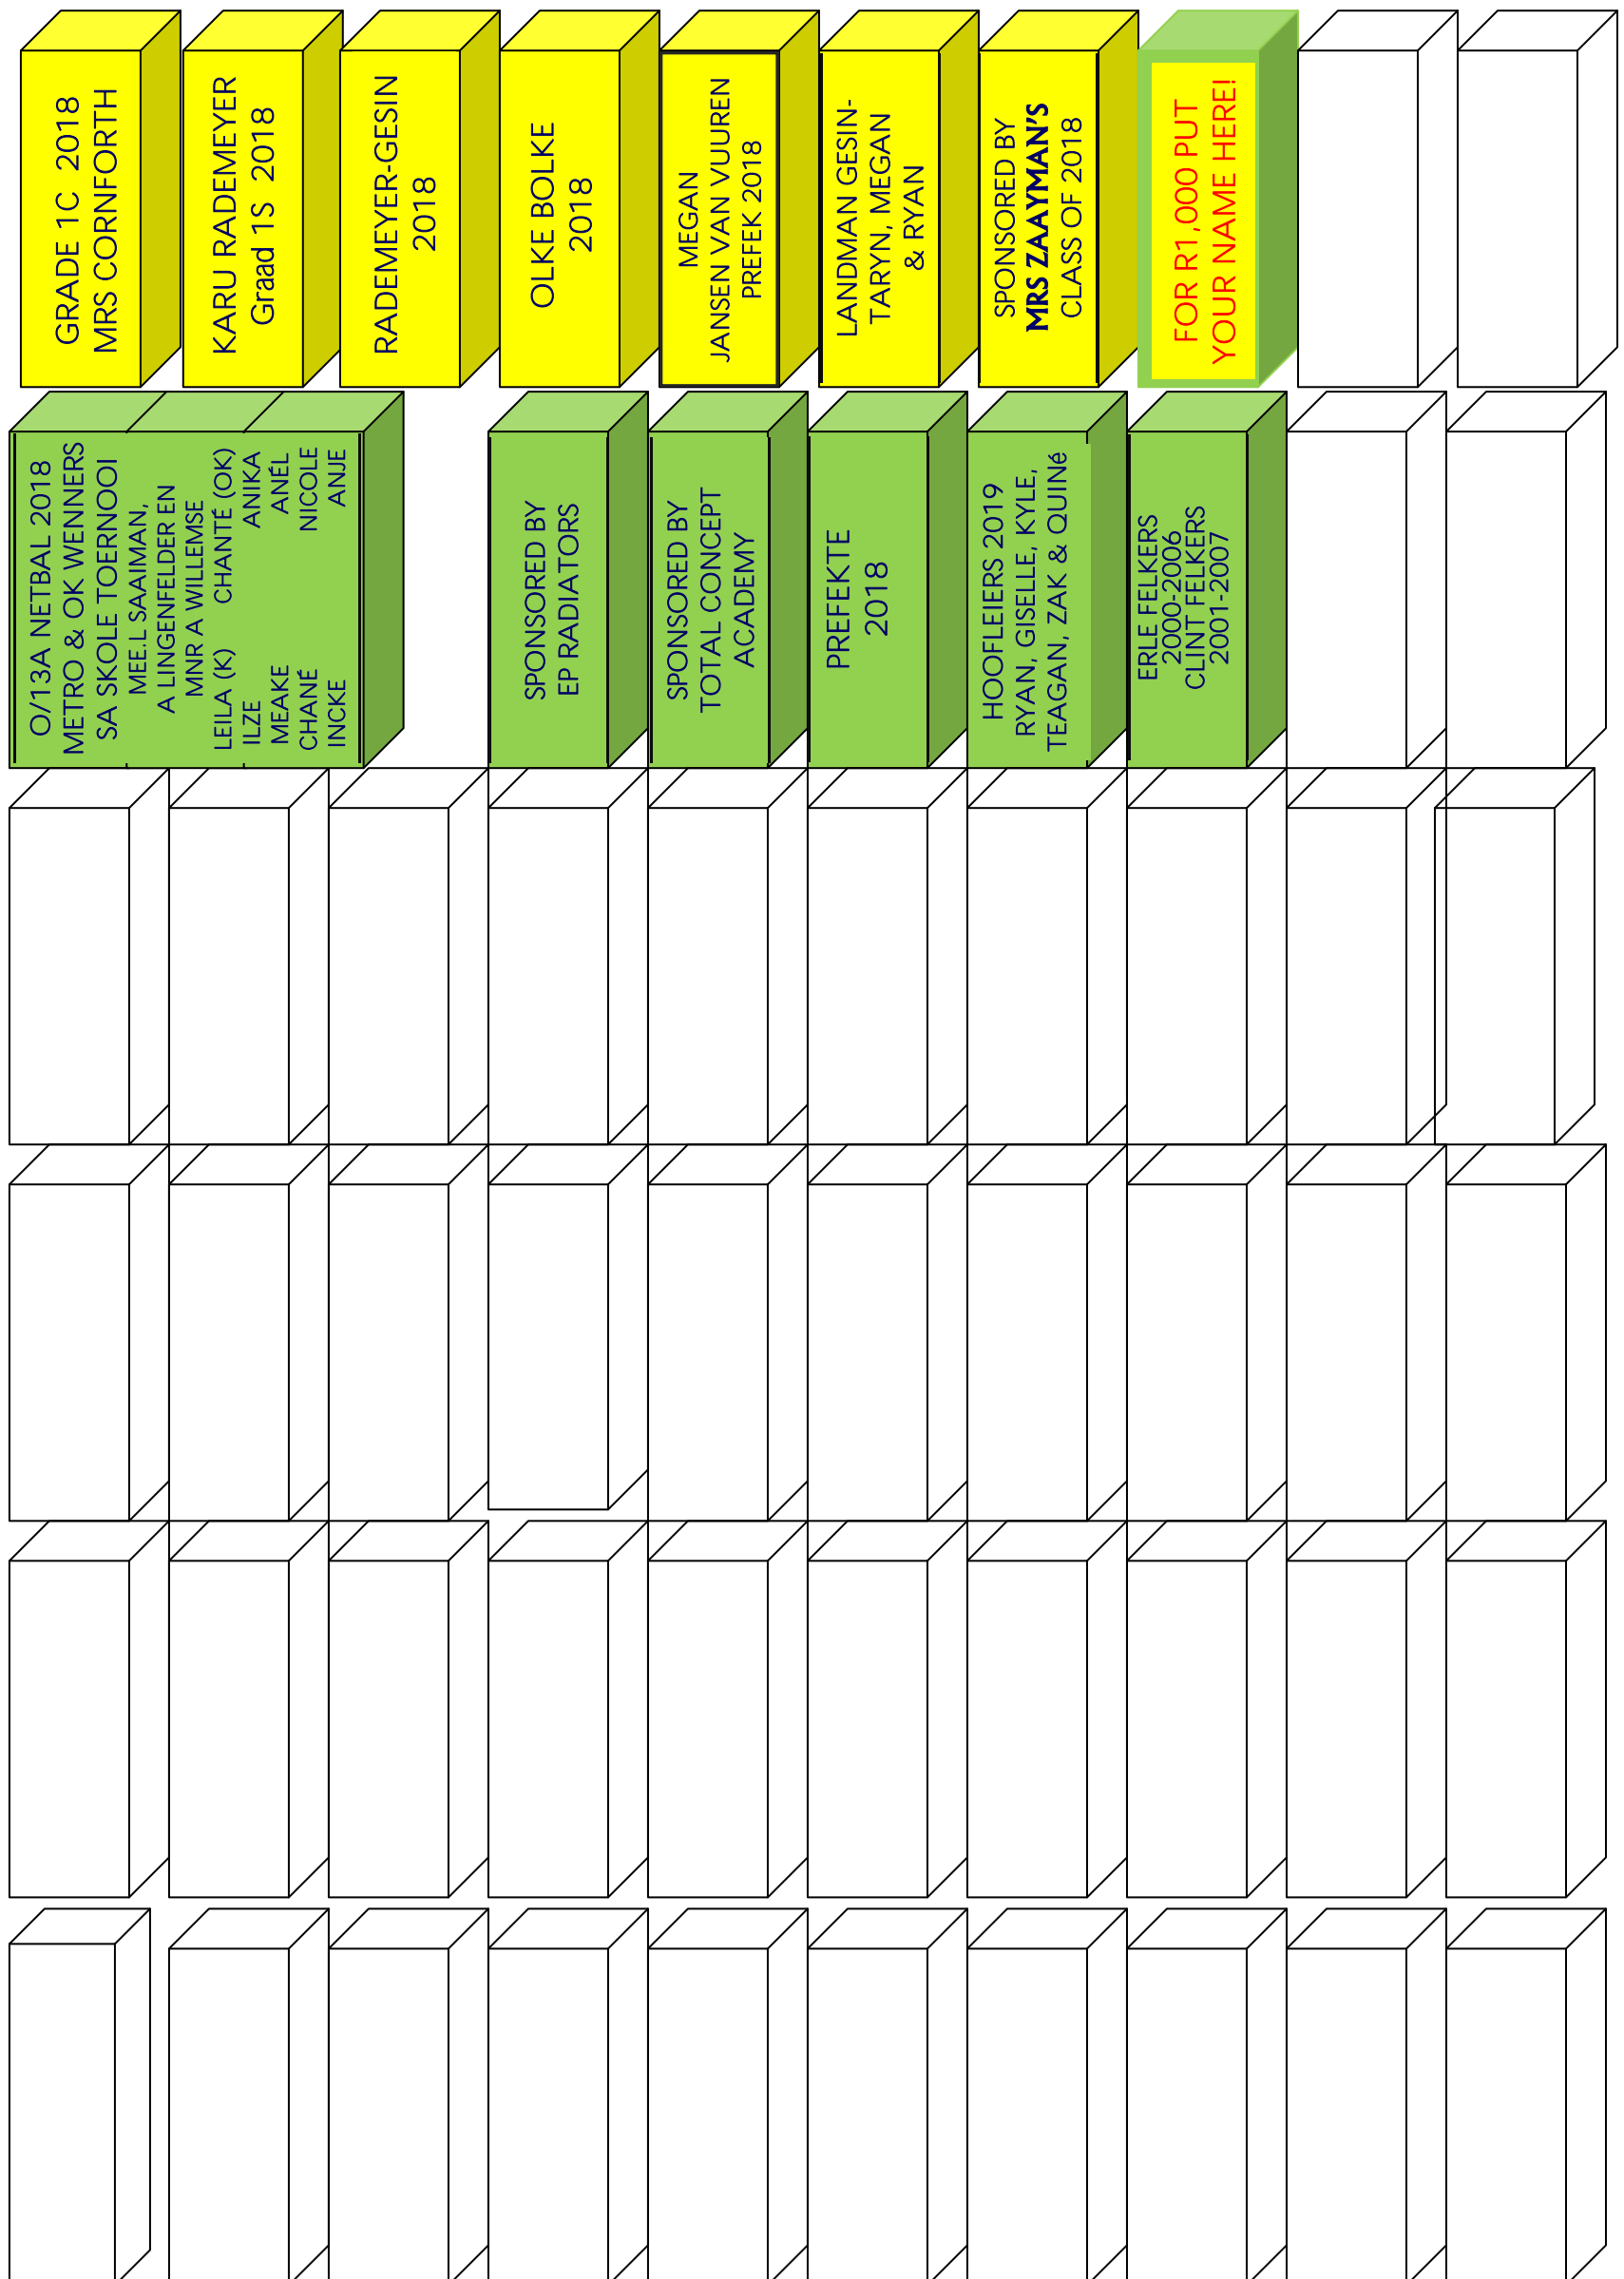 GRADE 1C 2018
MRS CORNFORTH
KARU RADEMEYER
Graad 1S 2018
RADEMEYER-GESIN
2018
OLKE BOLKE
2018
MEGAN
JANSEN VAN VUUREN
PREFEK 2018
LANDMAN GESIN-
TARYN, MEGAN
& RYAN
SPONSORED BY
MRS ZAAYMAN'S
CLASS OF 2018
FOR R1,000 PUT
YOUR NAME HERE!
O/13A NETBAL 2018
METRO & OK WENNERS
SA SKOLE TOERNOOI
MEE.L SAAIMAN,
A LINGENFELDER EN
MNR A WILLEMSE
LEILA (K) CHANTÉ (OK)
ILZE ANIKA
MEAKE ANÉL
CHANÉ NICOLE
INCKE ANJE
SPONSORED BY
EP RADIATORS
SPONSORED BY
TOTAL CONCEPT
ACADEMY
PREFEKTE
2018
HOOFLEIERS 2019
RYAN, GISELLE, KYLE,
TEAGAN, ZAK & QUINé
ERLE FELKERS
2000-2006
CLINT FELKERS
2001-2007